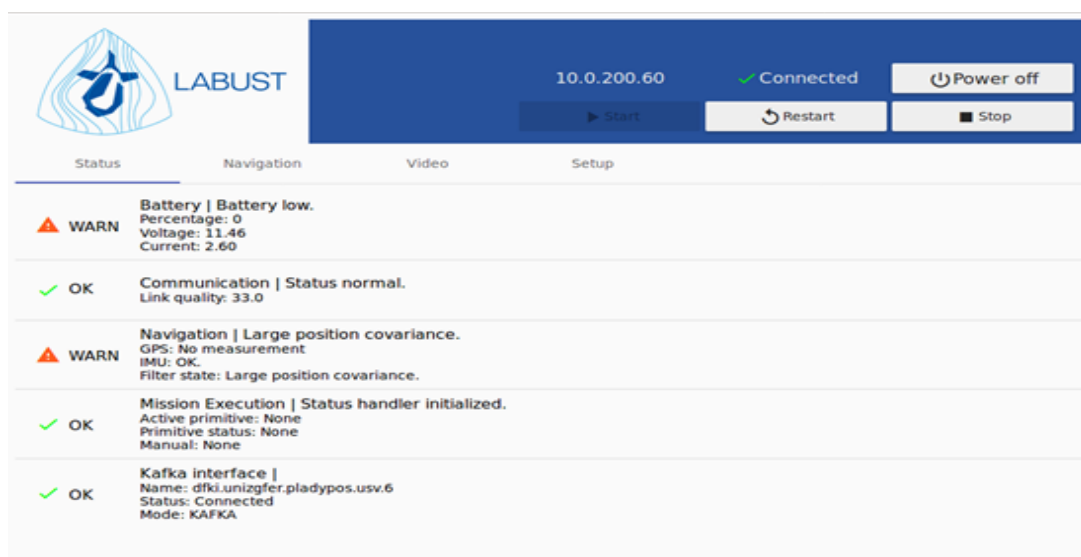 LABUST
10.0.200.60
Connected
Power off
Start
Restart
Stop
Status
Navigation
Video
Setup
WARN
Battery | Battery low.
Percentage: 0
Voltage: 11.46
Current: 2.60
OK
Communication | Status normal.
Link quality: 33.0
WARN
Navigation | Large position covariance.
GPS: No measurement
IMU: OK.
Filter state: Large position covariance.
OK
Mission Execution | Status handler initialized.
Active primitive: None
Primitive status: None
Manual: None
OK
Kafka interface |
Name: dfki.unizgfer.pladypos.usv.6
Status: Connected
Mode: KAFKA